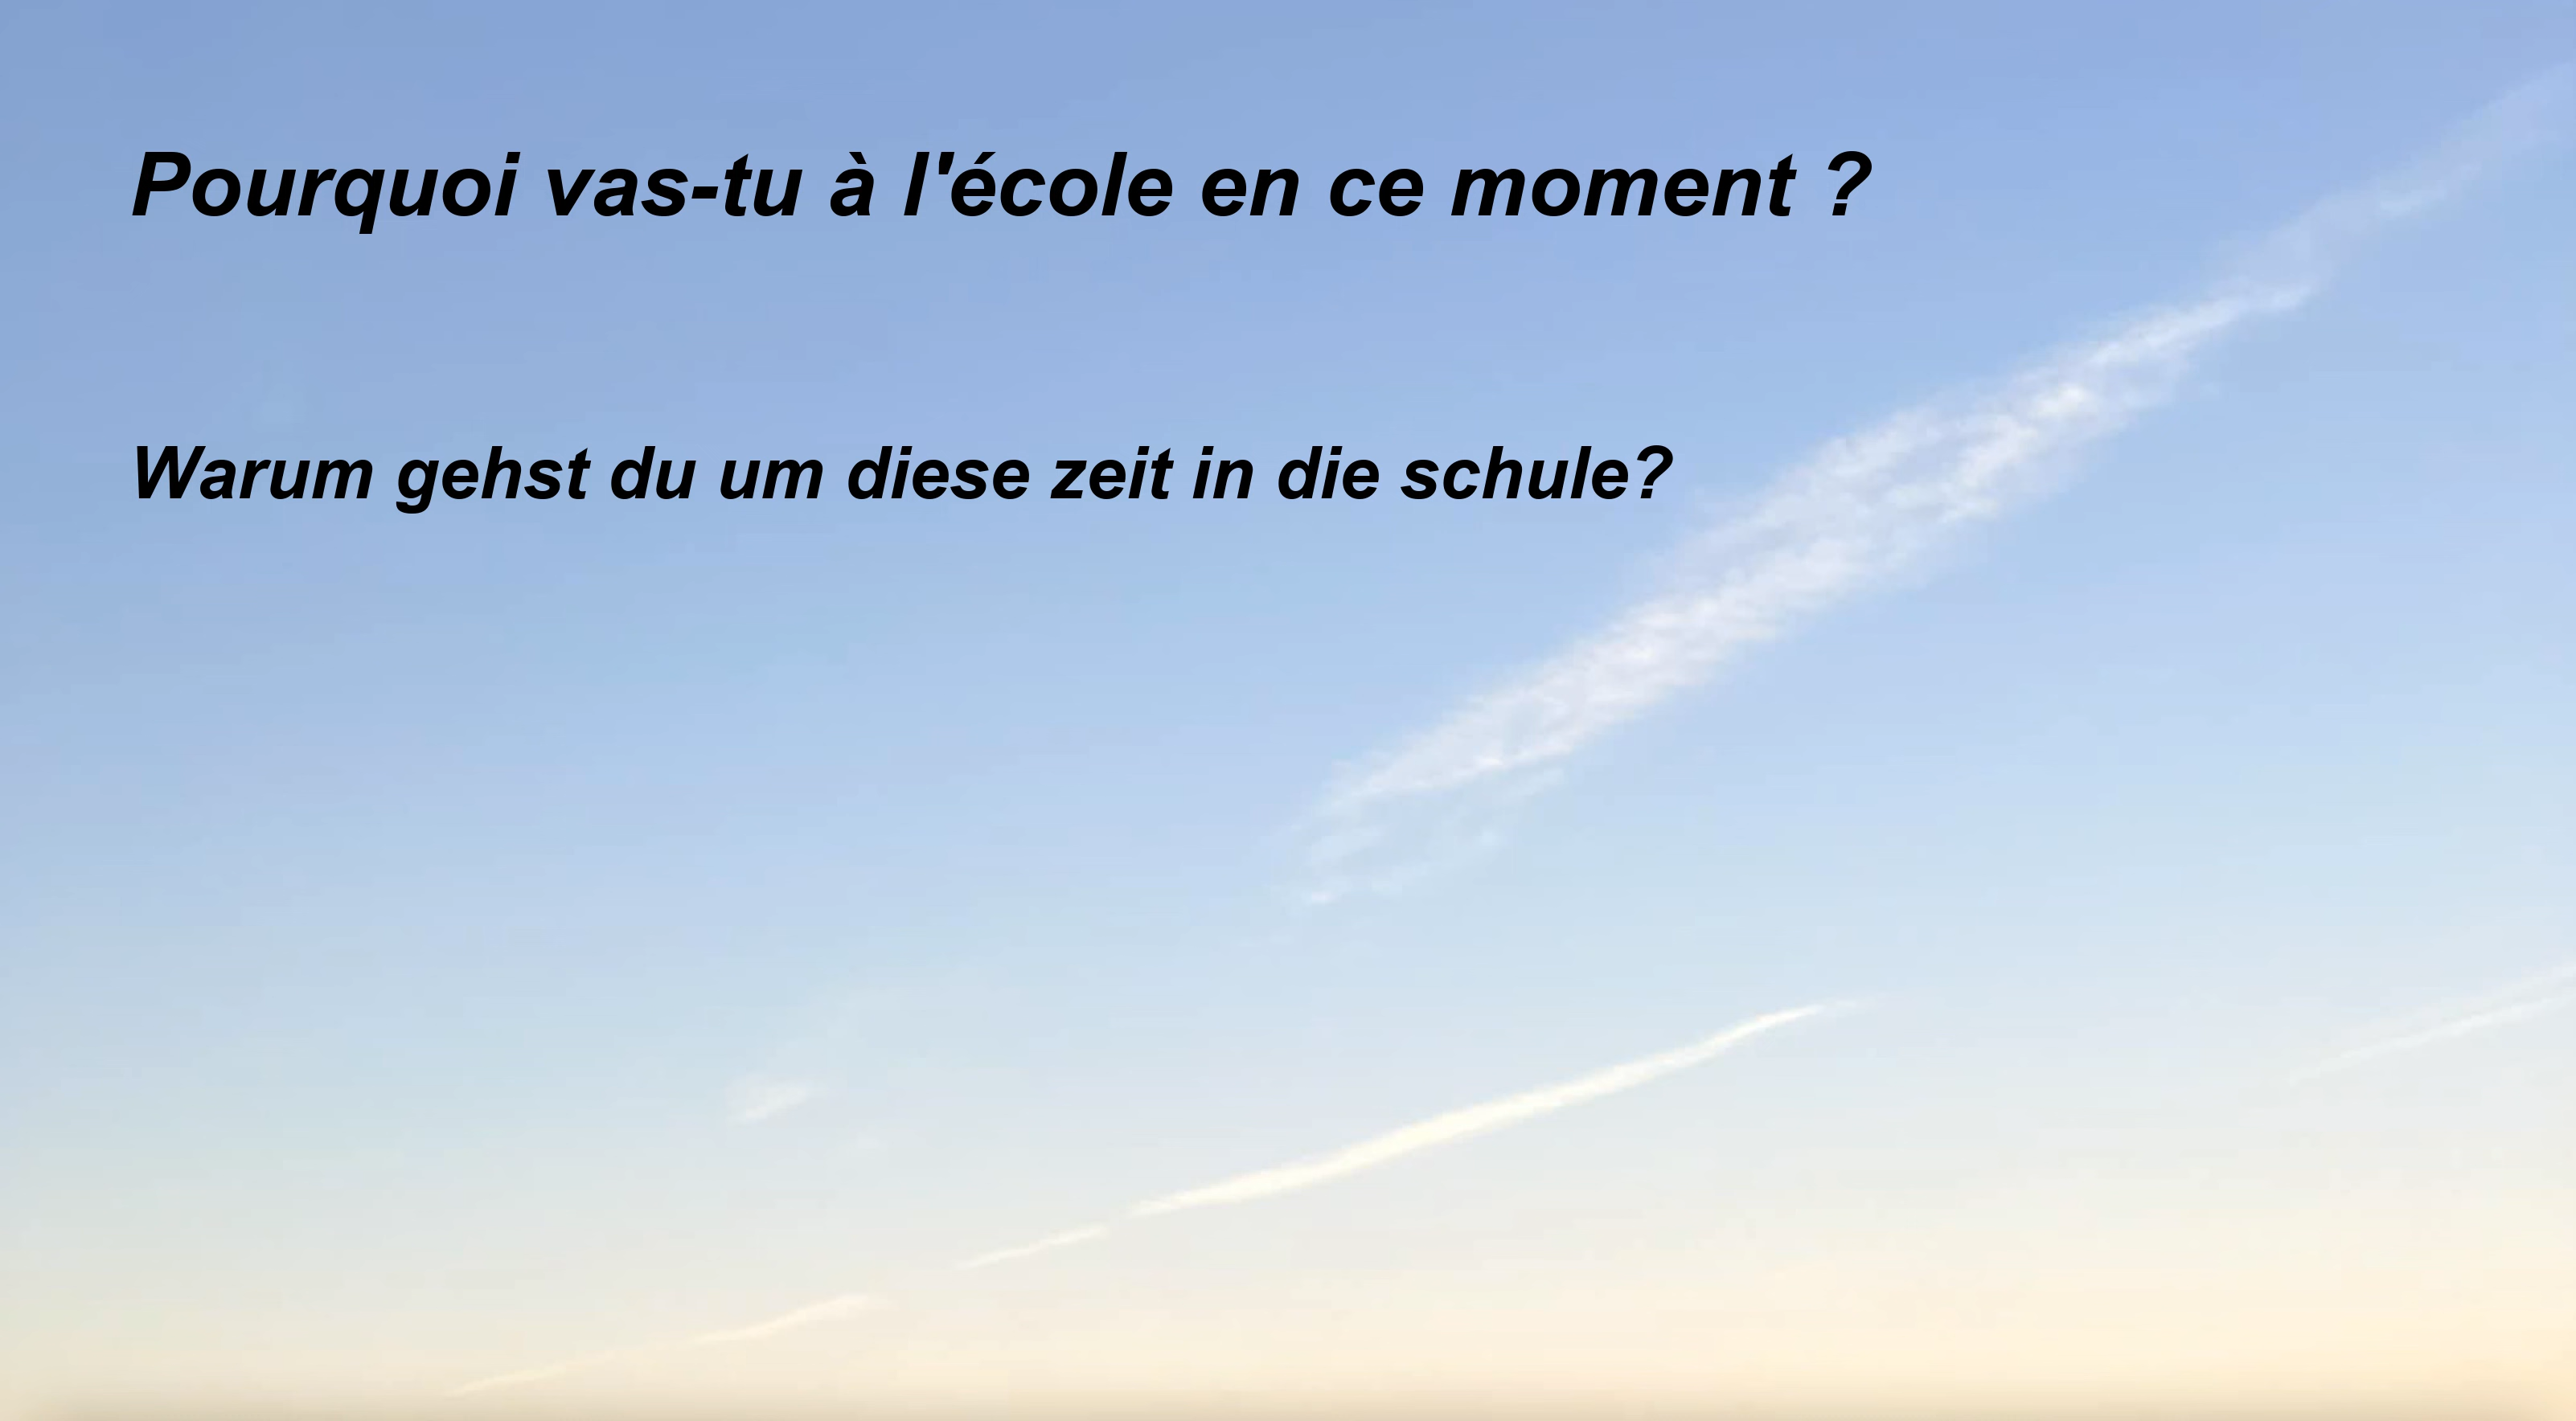 Pourquoi vas-tu à l'école en ce moment ?
Warum gehst du um diese zeit in die schule?